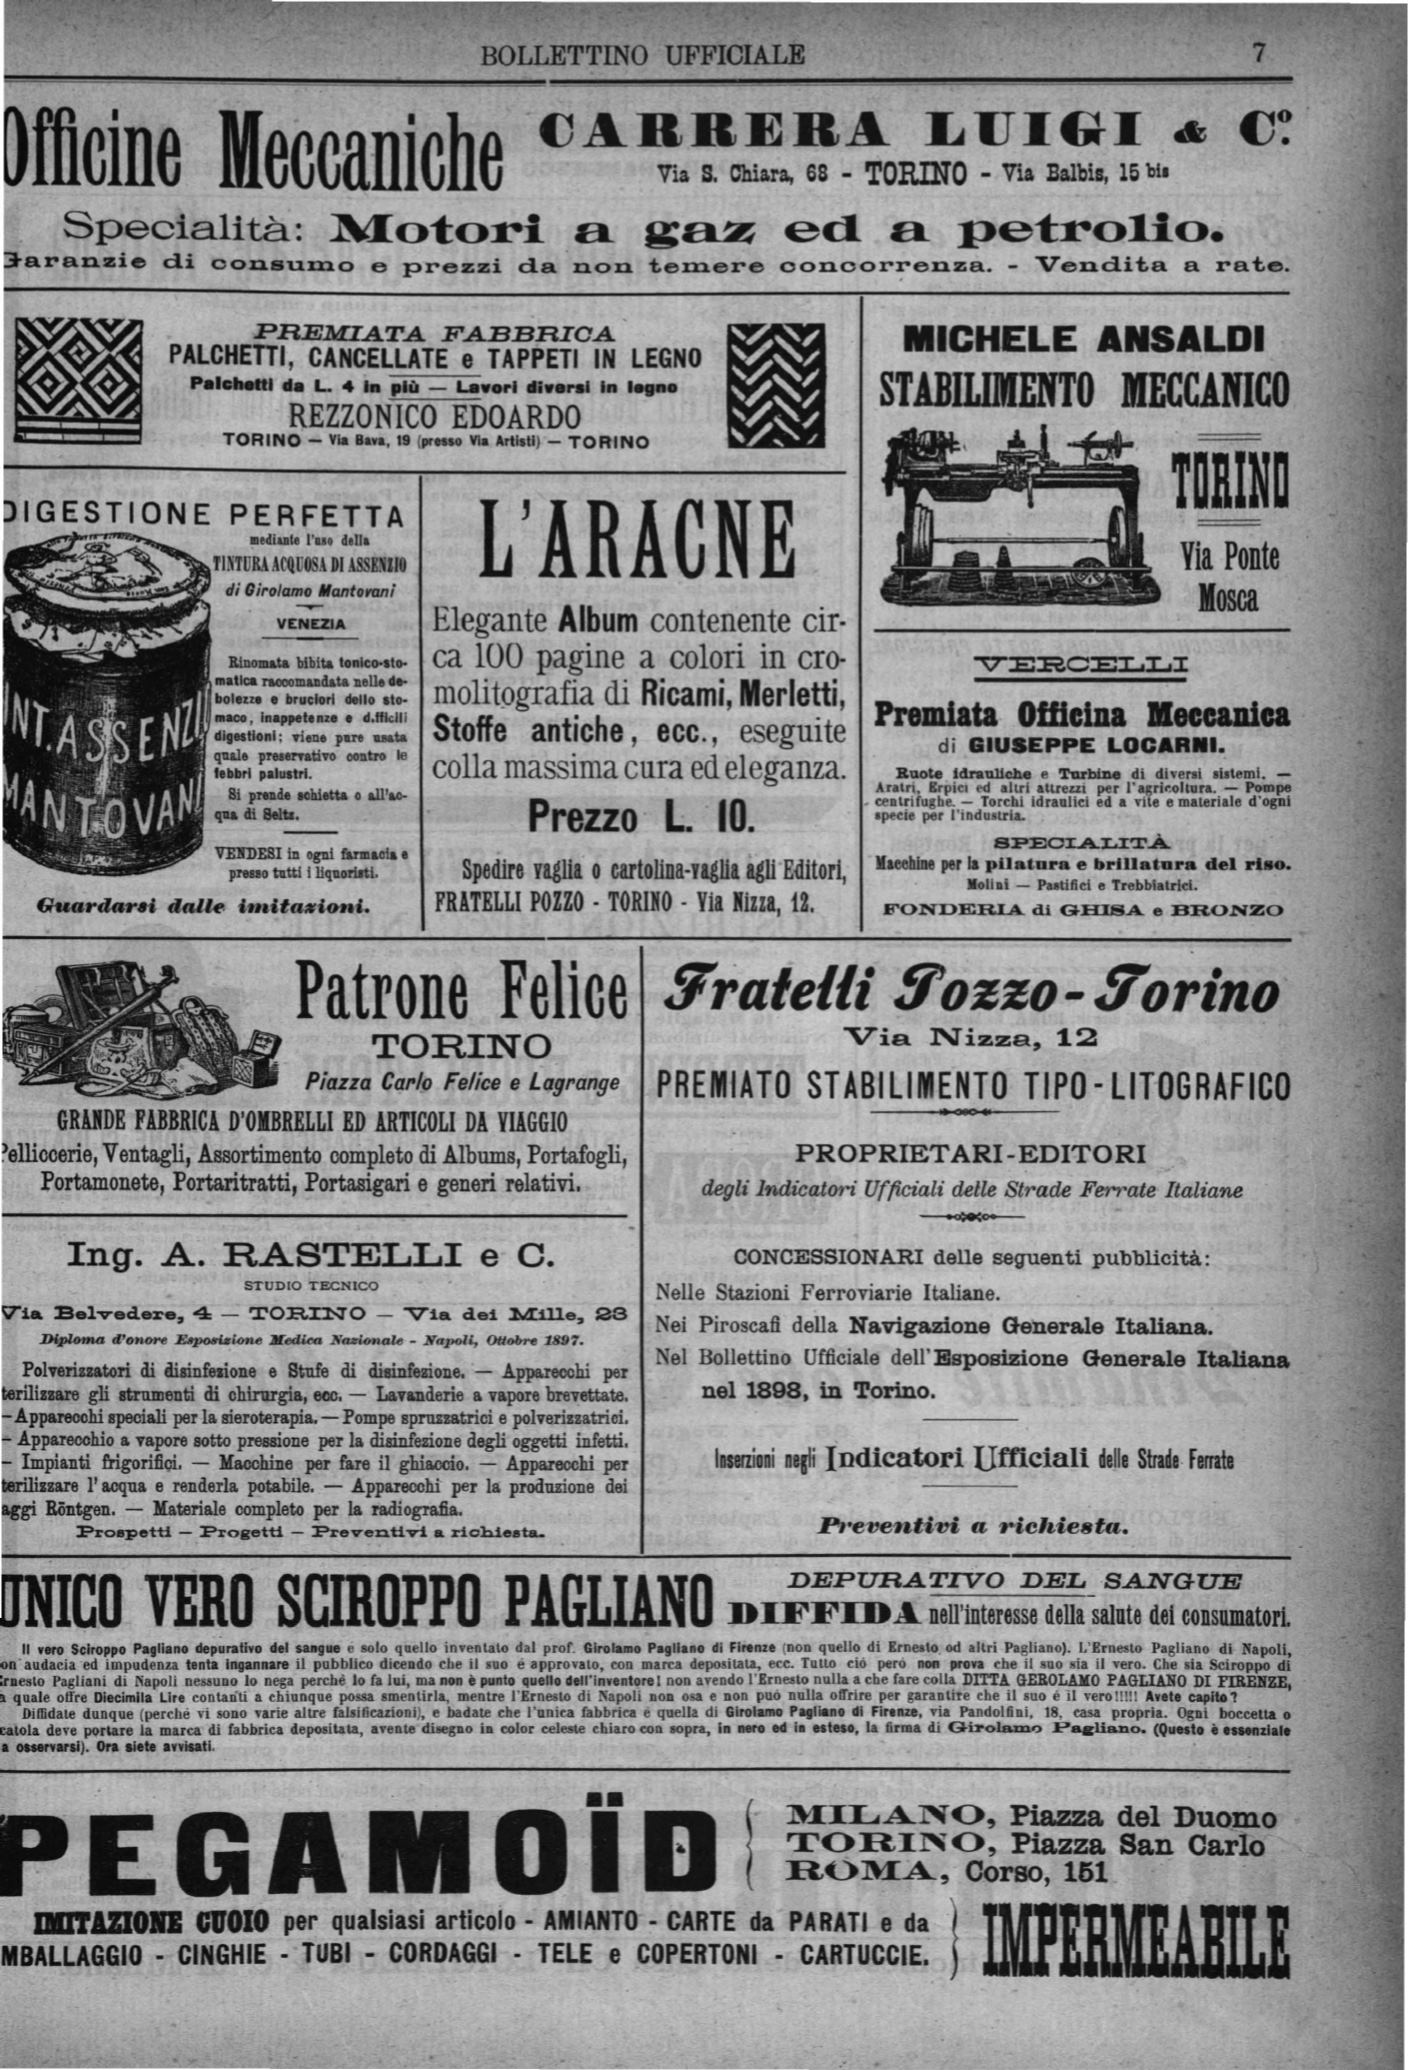 BOLLETTINO UFFICIALE 7
Officine Meccaniche CARRERA LUIGI & Cº.
Via S. Chiara, 68 - TORINO - Via Balbis, 15 bis
Specialità: Motori a gaz ed a petrolio.
Garanzie di consumo e prezzi da non temere concorrenza. - Vendita a rate.
PREMIATA FABBRICA
PALCHETTI, CANCELLATE e TAPPETI IN LEGNO
Palchetti da L. 4 in più — Lavori diversi in legno
REZZONICO EDOARDO
TORINO — Via Bava, 19 (presso Via Artisti) — TORINO
MICHELE ANSALDI
STABILIMENTO MECCANICO
TORINO
Via Ponte
Mosca
DIGESTIONE PERFETTA
mediante l'uso della
TINTURA ACQUOSA DI ASSENZIO
di Girolamo Mantovani
VENEZIA
INT. ASSENZI
MANTOVANI
Rinomata bibita tonico-sto-
matica raccomandata nelle de-
bolezze e bruciori dello sto-
maco, inappetenze e d.fficili
digestioni; viene pure usata
quale preservativo contro le
febbri palustri.
Si prende schietta o all'ac-
qua di Seltz.
VENDESI in ogni farmacia e
presso tutti i liquoristi.
Guardarsi dalle imitazioni.
L'ARACNE
Elegante Album contenente cir-
ca 100 pagine a colori in cro-
molitografia di Ricami, Merletti,
Stoffe antiche, ecc., eseguite
colla massima cura ed eleganza.
Prezzo L. 10.
Spedire vaglia o cartolina-vaglia agli Editori,
FRATELLI POZZO - TORINO - Via Nizza, 12.
VERCELLI
Premiata Officina Meccanica
di GIUSEPPE LOCARNI.
Ruote idrauliche e Turbine di diversi sistemi. —
Aratri, Erpici ed altri attrezzi per l'agricoltura. — Pompe
centrifughe. — Torchi idraulici ed a vite e materiale d'ogni
specie per l'industria.
SPECIALITÀ
Macchine per la pilatura e brillatura del riso.
Molini — Pastifici e Trebbiatrici.
FONDERIA di GHISA e BRONZO
Patrone Felice
TORINO
Piazza Carlo Felice e Lagrange
GRANDE FABBRICA D'OMBRELLI ED ARTICOLI DA VIAGGIO
Pelliccerie, Ventagli, Assortimento completo di Albums, Portafogli,
Portamonete, Portaritratti, Portasigari e generi relativi.
Ing. A. RASTELLI e C.
STUDIO TECNICO
Via Belvedere, 4 — TORINO — Via dei Mille, 23
Diploma d'onore Esposizione Medica Nazionale - Napoli, Ottobre 1897.
Polverizzatori di disinfezione e Stufe di disinfezione. — Apparecchi per
terilizzare gli strumenti di chirurgia, ecc. — Lavanderie a vapore brevettate.
— Apparecchi speciali per la sieroterapia. — Pompe spruzzatrici e polverizzatrici.
— Apparecchio a vapore sotto pressione per la disinfezione degli oggetti infetti.
— Impianti frigorifici. — Macchine per fare il ghiaccio. — Apparecchi per
terilizzare l'acqua e renderla potabile. — Apparecchi per la produzione dei
aggi Röntgen. — Materiale completo per la radiografia.
Prospetti — Progetti — Preventivi a richiesta.
Fratelli Pozzo - Torino
Via Nizza, 12
PREMIATO STABILIMENTO TIPO-LITOGRAFICO
PROPRIETARI-EDITORI
degli Indicatori Ufficiali delle Strade Ferrate Italiane
CONCESSIONARI delle seguenti pubblicità:
Nelle Stazioni Ferroviarie Italiane.
Nei Piroscafi della Navigazione Generale Italiana.
Nel Bollettino Ufficiale dell'Esposizione Generale Italiana
nel 1898, in Torino.
Inserzioni negli Indicatori Ufficiali delle Strade Ferrate
Preventivi a richiesta.
UNICO VERO SCIROPPO PAGLIANO
DEPURATIVO DEL SANGUE
DIFFIDA nell'interesse della salute dei consumatori.
Il vero Sciroppo Pagliano depurativo del sangue è solo quello inventato dal prof. Girolamo Pagliano di Firenze (non quello di Ernesto od altri Pagliano). L'Ernesto Pagliano di Napoli,
on audacia ed impudenza tenta ingannare il pubblico dicendo che il suo è approvato, con marca depositata, ecc. Tutto ciò però non prova che il suo sia il vero. Che sia Sciroppo di
Ernesto Pagliani di Napoli nessuno lo nega perchè lo fa lui, ma non è punto quello dell'inventore! non avendo l'Ernesto nulla a che fare colla DITTA GEROLAMO PAGLIANO DI FIRENZE,
a quale offre Diecimila Lire contanti a chiunque possa smentirla, mentre l'Ernesto di Napoli non osa e non può nulla offrire per garantire che il suo è il vero!!!!! Avete capito?
Diffidate dunque (perchè vi sono varie altre falsificazioni), e badate che l'unica fabbrica è quella di Girolamo Pagliano di Firenze, via Pandolfini, 18, casa propria. Ogni boccetta o
catola deve portare la marca di fabbrica depositata, avente disegno in color celeste chiaro con sopra, in nero ed in esteso, la firma di Girolamo Pagliano. (Questo è essenziale
a osservarsi). Ora siete avvisati.
PEGAMOÏD
MILANO, Piazza del Duomo
TORINO, Piazza San Carlo
ROMA, Corso, 151
IMITAZIONE CUOIO per qualsiasi articolo - AMIANTO - CARTE da PARATI e da
MBALLAGGIO - CINGHIE - TUBI - CORDAGGI - TELE e COPERTONI - CARTUCCIE.
IMPERMEABILE